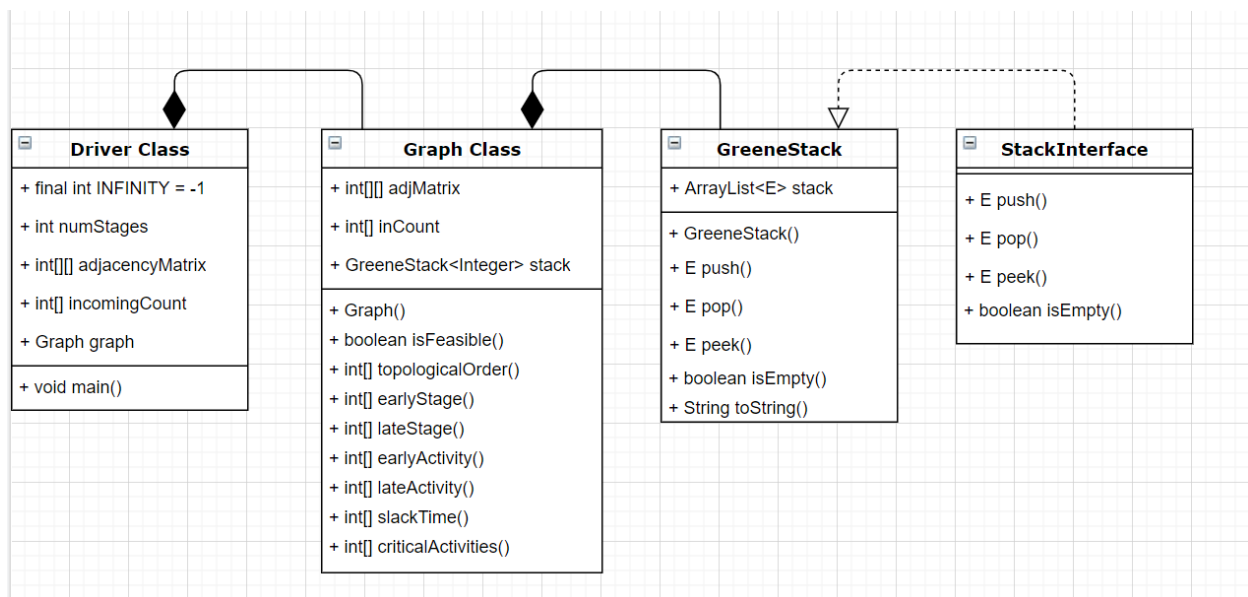 Driver Class
+ final int INFINITY = -1
+ int numStages
+ int[][] adjacencyMatrix
+ int[] incomingCount
+ Graph graph
+ void main()
Graph Class
+ int[][] adjMatrix
+ int[] inCount
+ GreeneStack<Integer> stack
+ Graph()
+ boolean isFeasible()
+ int[] topologicalOrder()
+ int[] earlyStage()
+ int[] lateStage()
+ int[] earlyActivity()
+ int[] lateActivity()
+ int[] slackTime()
+ int[] criticalActivities()
GreeneStack
+ ArrayList<E> stack
+ GreeneStack()
+ E push()
+ E pop()
+ E peek()
+ boolean isEmpty()
+ String toString()
StackInterface
+ E push()
+ E pop()
+ E peek()
+ boolean isEmpty()